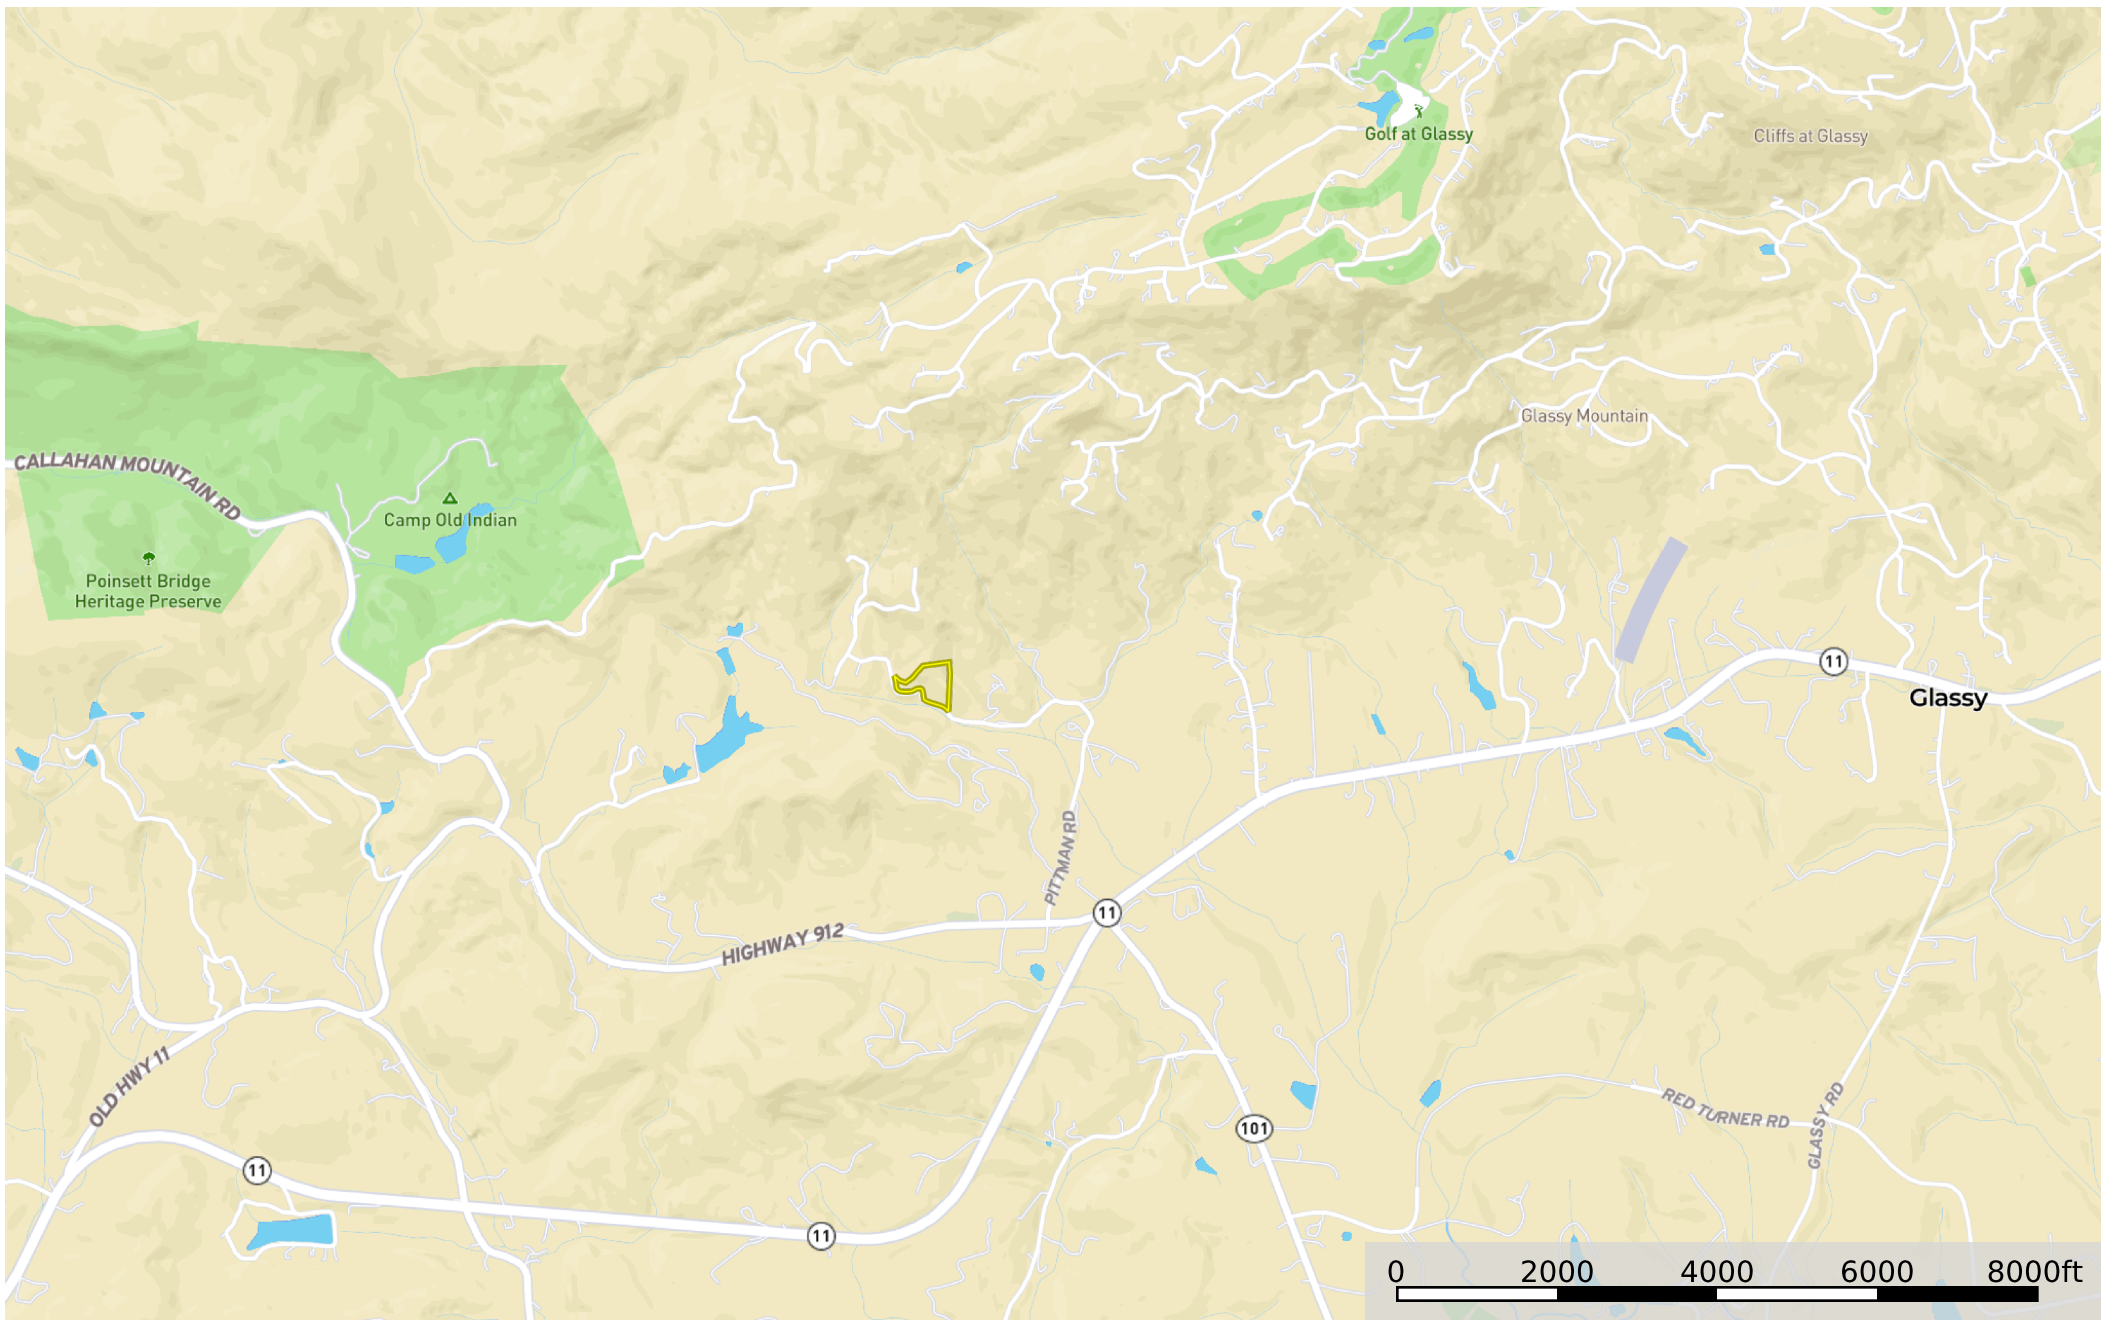 Golf at Glassy
Cliffs at Glassy
Glassy Mountain
CALLAHAN MOUNTAIN RD
Camp Old Indian
Poinsett Bridge
Heritage Preserve
11
Glassy
PITTMAN RD
11
HIGHWAY 912
OLD HWY 11
RED TURNER RD
GLASSY RD
101
11
11
0 2000 4000 6000 8000ft